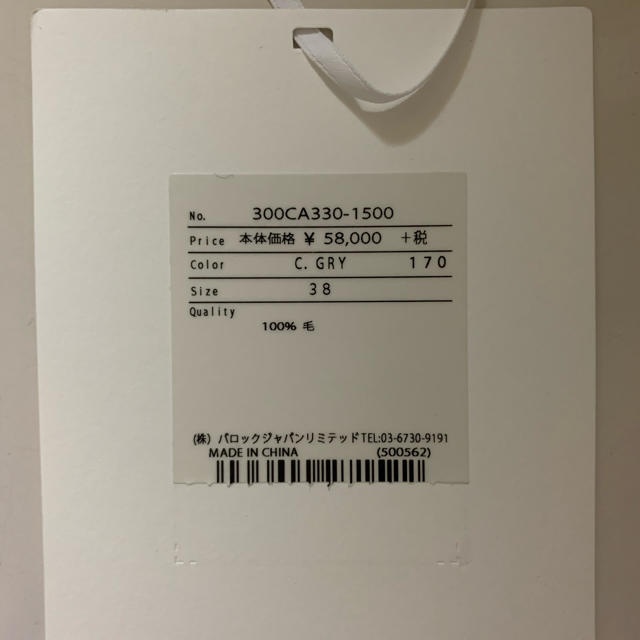 No. 300CA330-1500
Price 本体価格 ¥ 58,000 +税
Color C. GRY 170
Size 38
Quality
100% 毛
(株) バロックジャパンリミテッド TEL:03-6730-9191
MADE IN CHINA (500562)